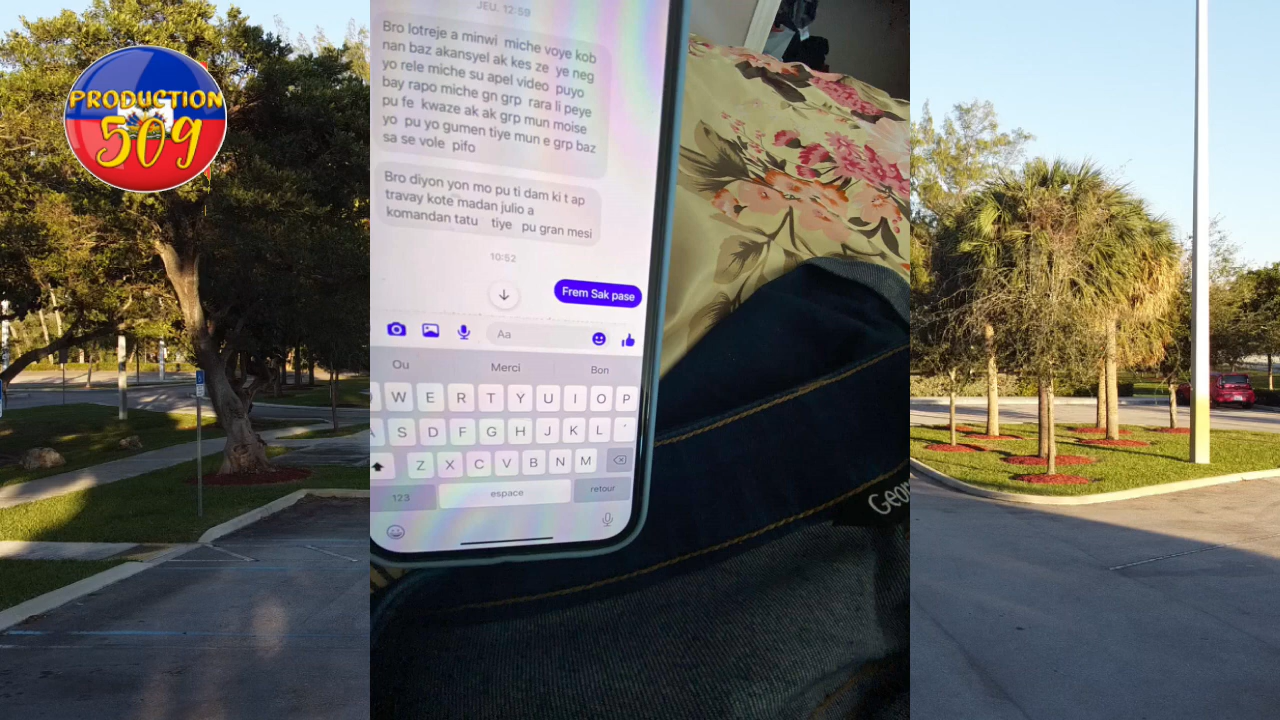 PRODUCTION
509
JEU. 12:59
Bro lotreje a minwi miche voye kob
nan baz akansyel ak kes ze ye neg
yo rele miche su apel video puyo
bay rapo miche gn grp rara li peye
pu fe kwaze ak ak grp mun moise
yo pu yo gumen tiye mun e grp baz
sa se vole pifo
Bro diyon yon mo pu ti dam ki t ap
travay kote madan julio a
komandan tatu tiye pu gran mesi
10:52
Frem Sak pase
Aa
Ou Merci Bon
W E R T Y U I O P
S D F G H J K L '
Z X C V B N M
123 espace retour